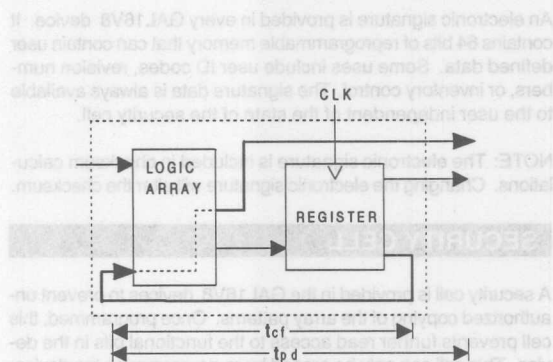 An electronic signature is provided in every GAL16V8 device. It
contains 64 bits of reprogrammable memory that can contain user
defined data. Some uses include user ID codes, revision num-
bers, or inventory control. The signature data is always available
to the user independent of the state of the security cell.
CLK
NOTE: The electronic signature is included in checksum calcu-
lations. Changing the electronic signature will alter the checksum.
LOGIC
ARRAY
REGISTER
SECURITY CELL
A security cell is provided in the GAL16V8 devices to prevent un-
authorized copying of the array patterns. Once programmed, this
cell prevents further read access to the functional bits in the de-
tcf
tpd